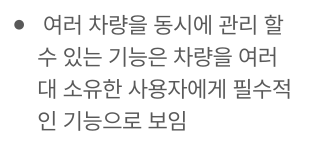 • 여러 차량을 동시에 관리 할
수 있는 기능은 차량을 여러
대 소유한 사용자에게 필수적
인 기능으로 보임